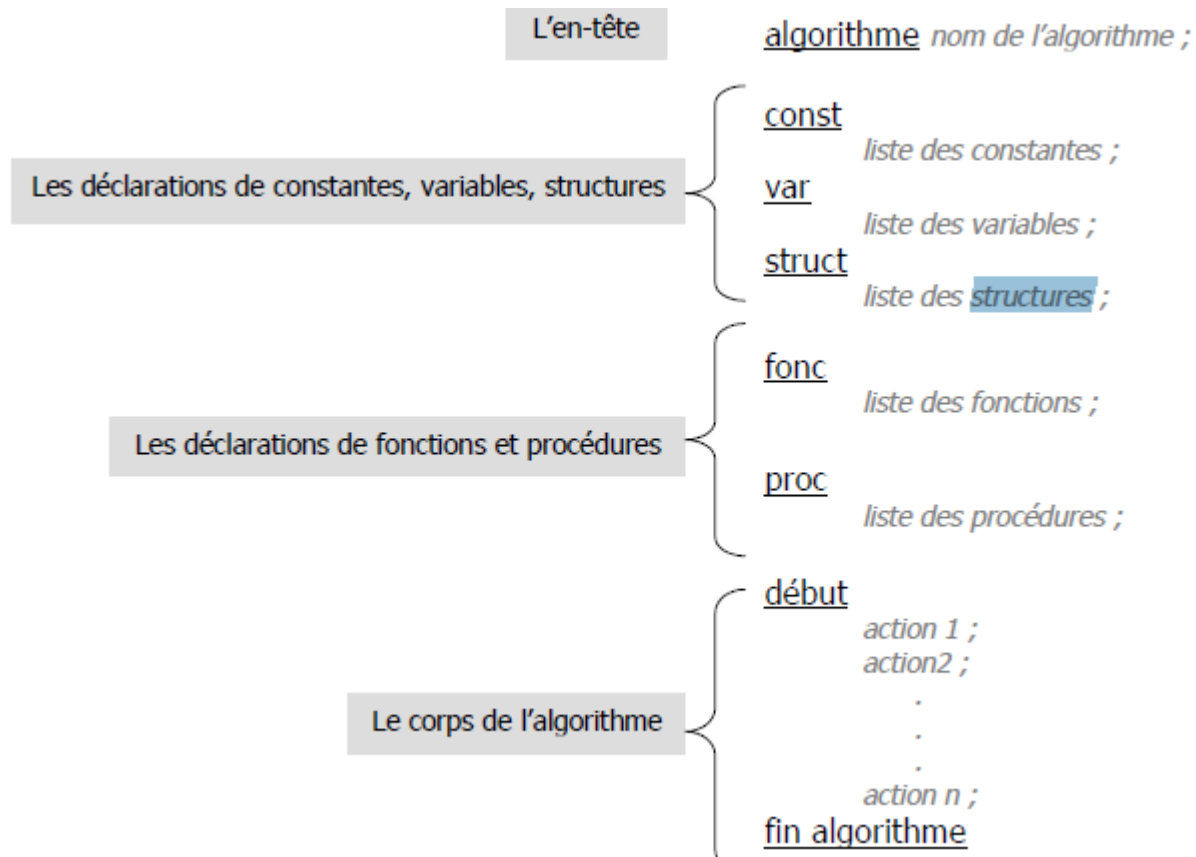 L'en-tête
algorithme nom de l'algorithme ;
Les déclarations de constantes, variables, structures
const
liste des constantes ;
var
liste des variables ;
struct
liste des structures ;
Les déclarations de fonctions et procédures
fonc
liste des fonctions ;
proc
liste des procédures ;
Le corps de l'algorithme
début
action 1 ;
action2 ;
.
.
.
action n ;
fin algorithme